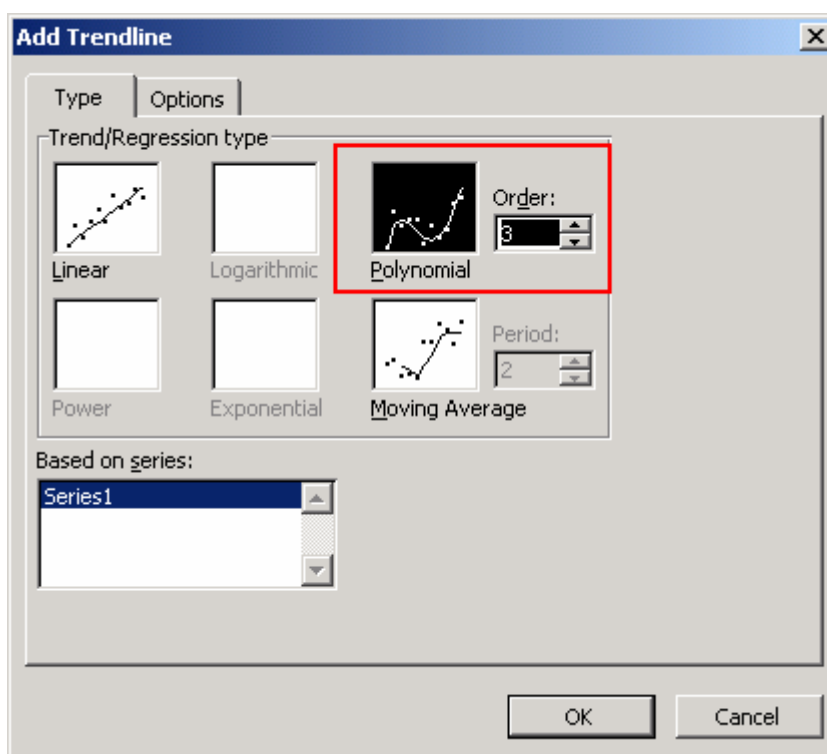 Add Trendline
Type Options
Trend/Regression type
Order:
3
Linear Logarithmic Polynomial
Period:
2
Power Exponential Moving Average
Based on series:
Series1
OK Cancel